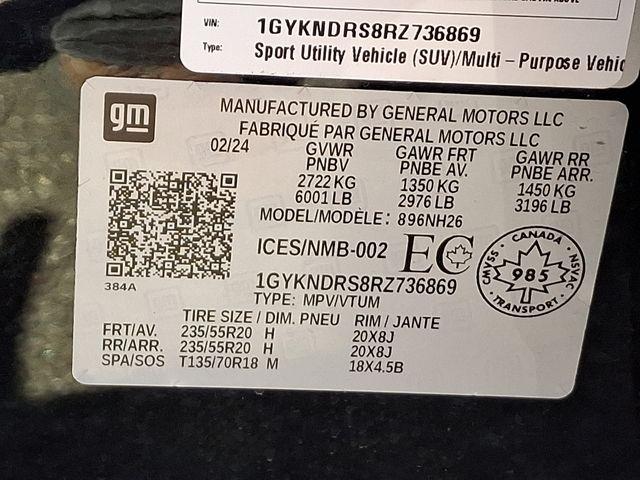 VIN: 1GYKNDRS8RZ736869
Type: Sport Utility Vehicle (SUV)/Multi - Purpose Vehic
gm
MANUFACTURED BY GENERAL MOTORS LLC
FABRIQUÉ PAR GENERAL MOTORS LLC
02/24 GVWR GAWR FRT GAWR RR
PNBV PNBE AV. PNBE ARR.
2722 KG 1350 KG 1450 KG
6001 LB 2976 LB 3196 LB
MODEL/MODÈLE: 896NH26
ICES/NMB-002 EC
CANADA
CMVSS 985 NSVAC
TRANSPORT
384A
1GYKNDRS8RZ736869
TYPE: MPV/VTUM
TIRE SIZE / DIM. PNEU RIM / JANTE
FRT/AV. 235/55R20 H 20X8J
RR/ARR. 235/55R20 H 20X8J
SPA/SOS T135/70R18 M 18X4.5B